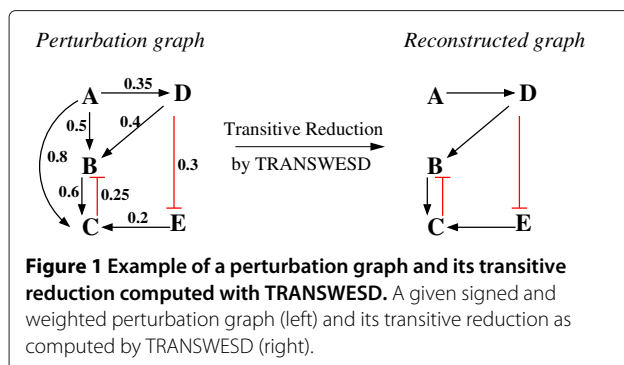 Perturbation graph
Reconstructed graph
A 0.35 D
A D
0.5 0.4
Transitive Reduction
0.8 B 0.3
by TRANSWESD
B
0.6 0.25
0.2
C E
C E
Figure 1 Example of a perturbation graph and its transitive
reduction computed with TRANSWESD. A given signed and
weighted perturbation graph (left) and its transitive reduction as
computed by TRANSWESD (right).